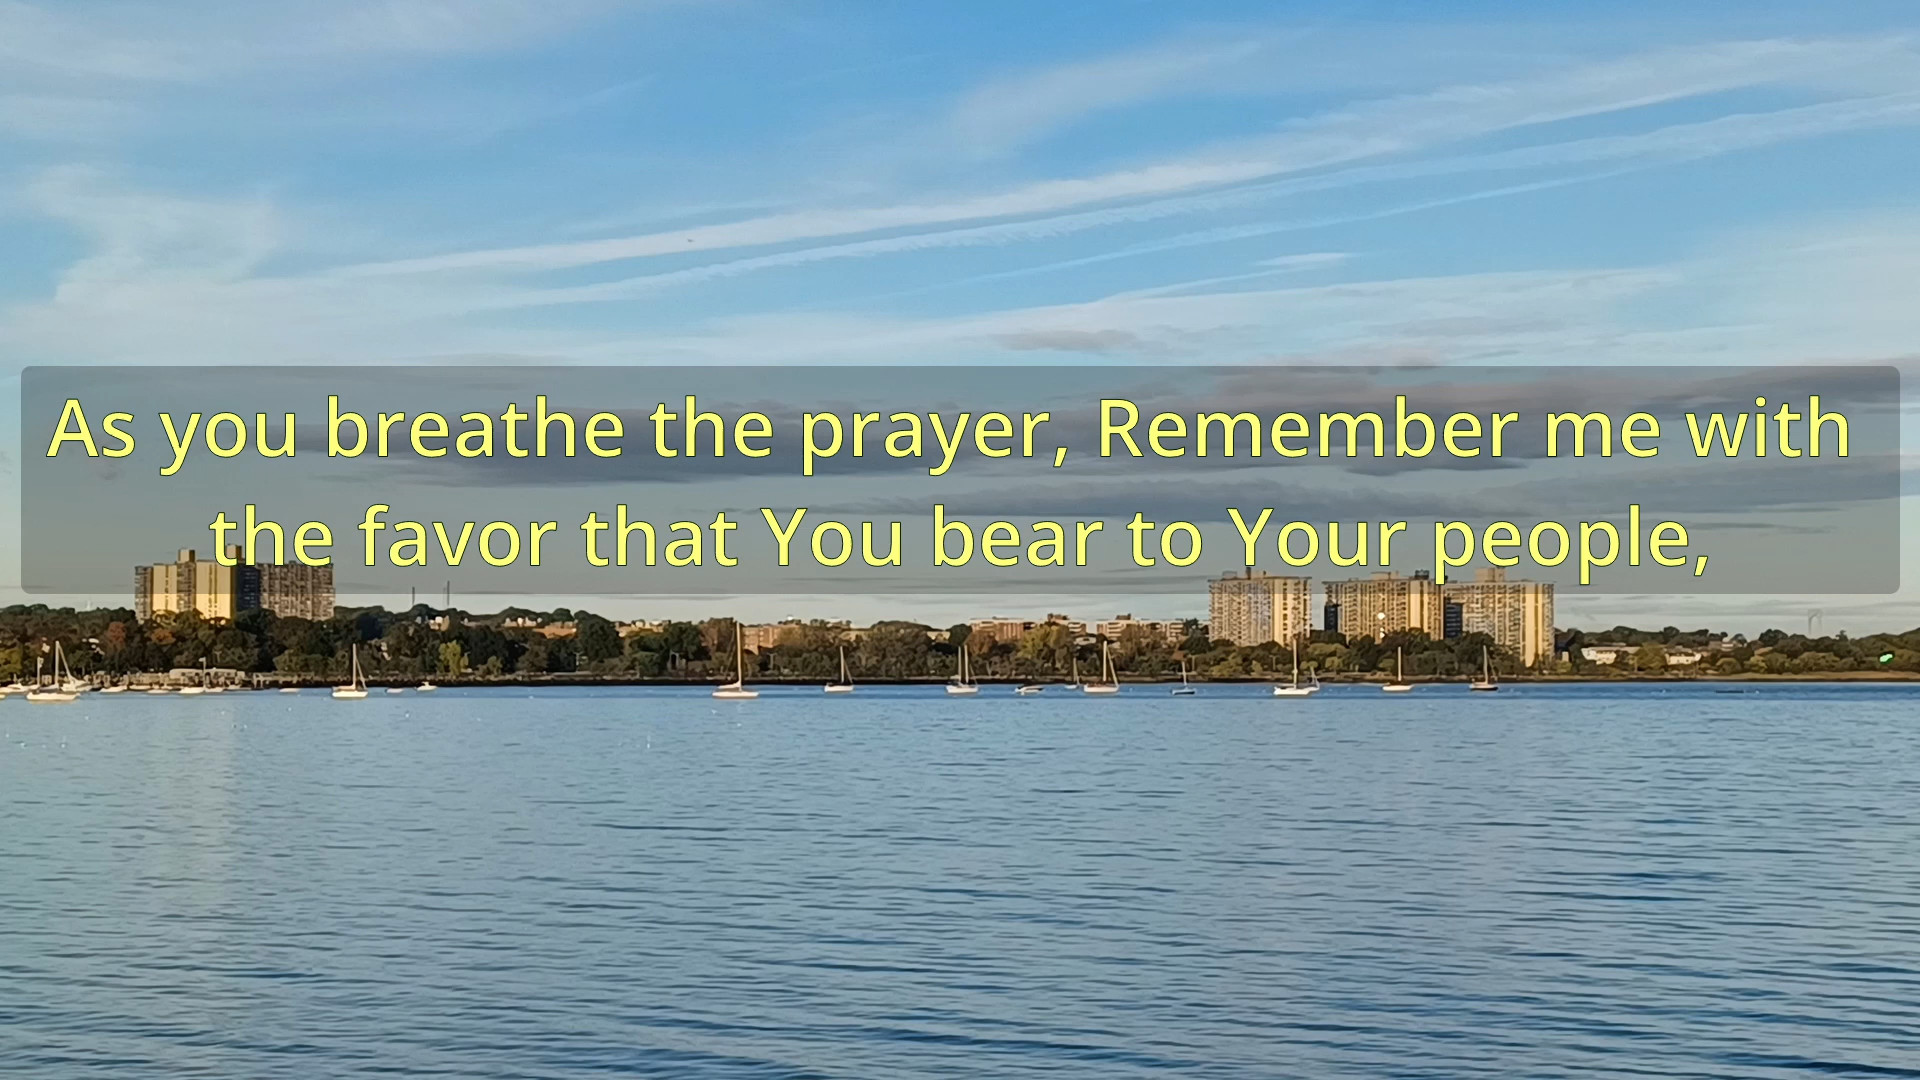 As you breathe the prayer, Remember me with
the favor that You bear to Your people,